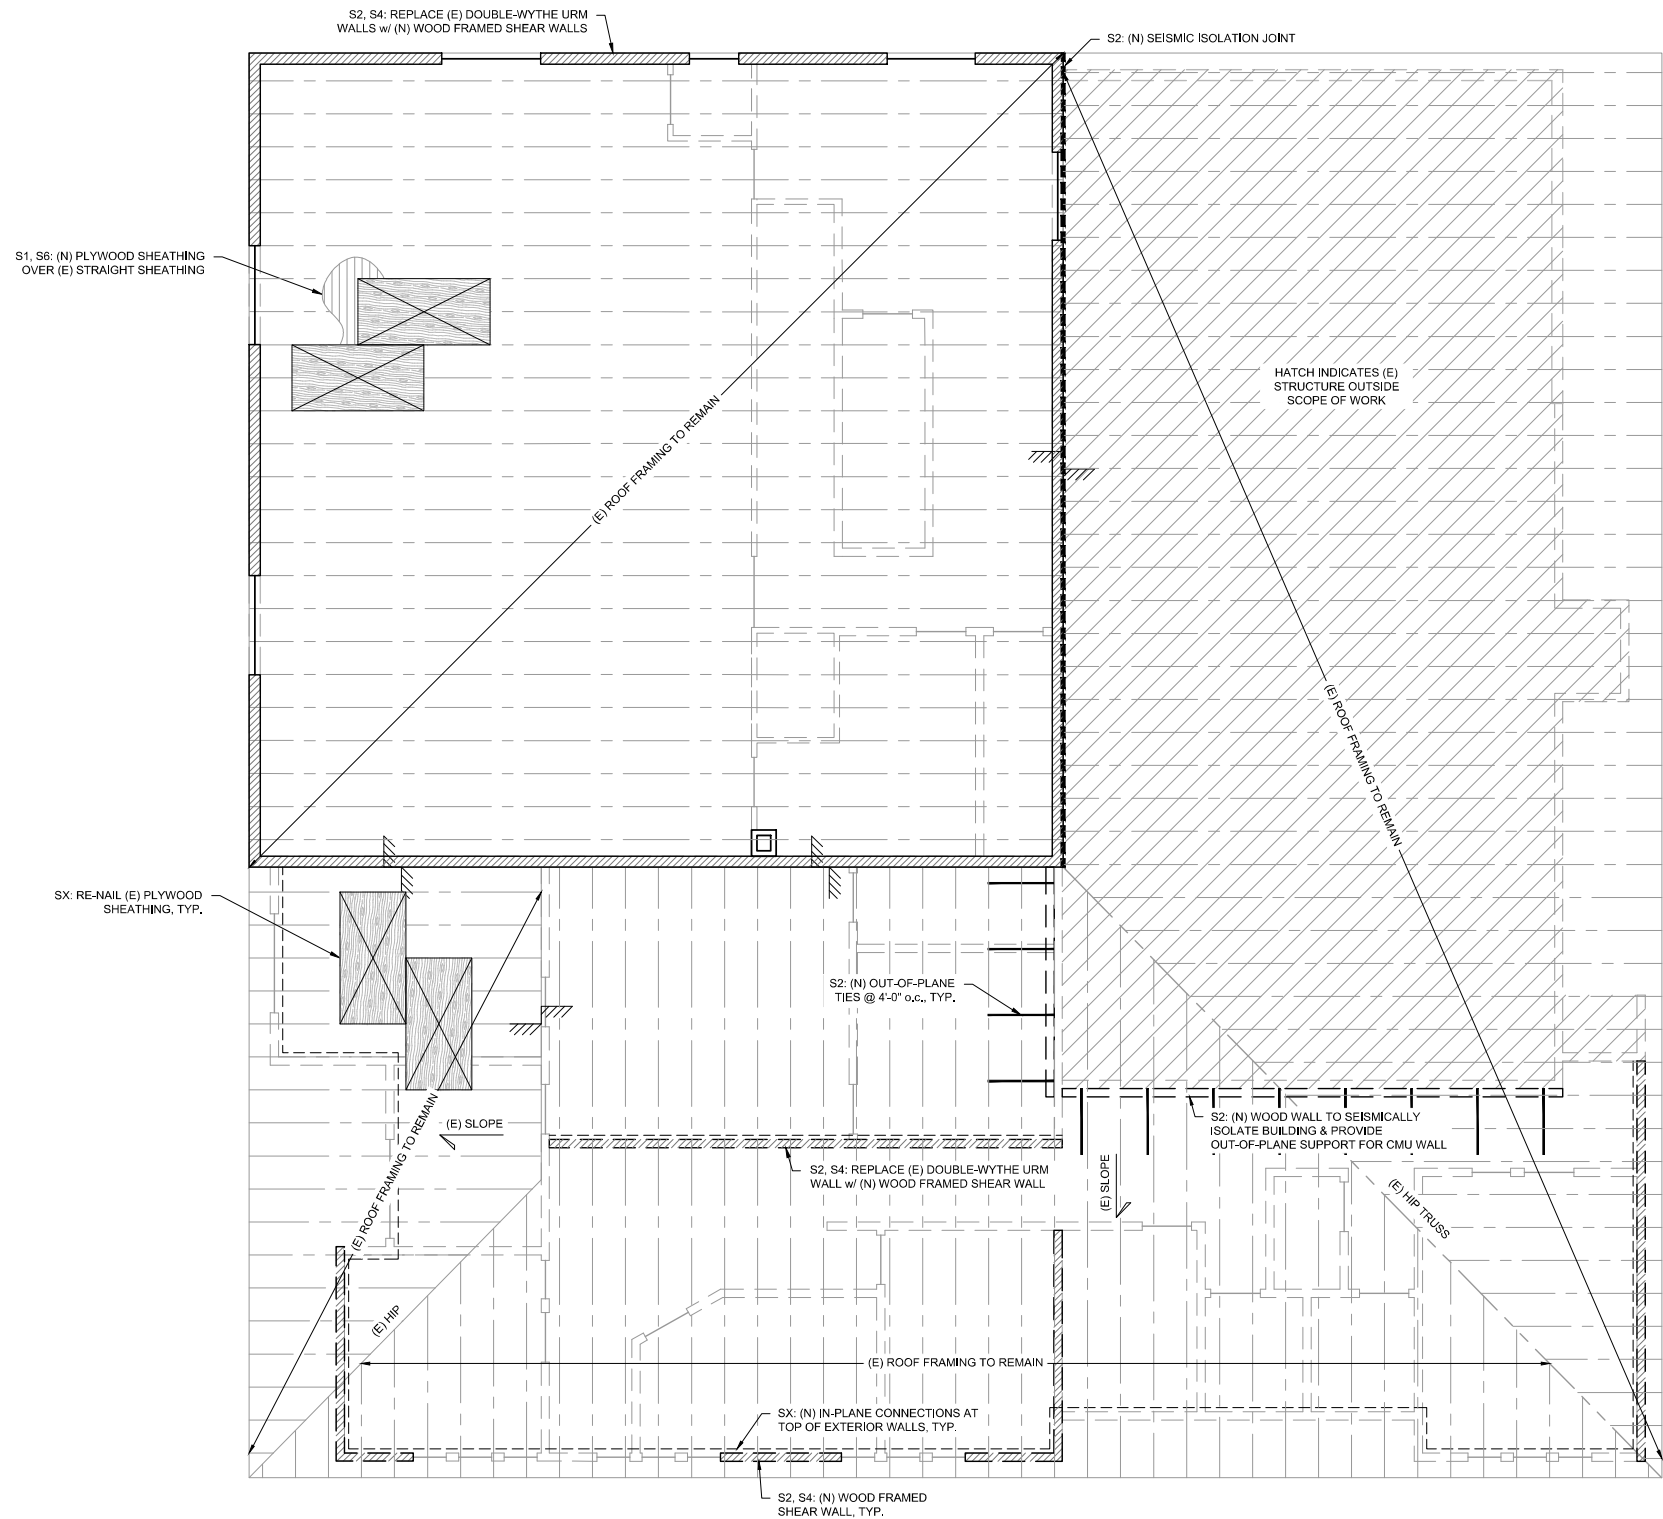 S2, S4: REPLACE (E) DOUBLE-WYTHE URM
WALLS w/ (N) WOOD FRAMED SHEAR WALLS
S2: (N) SEISMIC ISOLATION JOINT
S1, S6: (N) PLYWOOD SHEATHING
OVER (E) STRAIGHT SHEATHING
HATCH INDICATES (E)
STRUCTURE OUTSIDE
SCOPE OF WORK
(E) ROOF FRAMING TO REMAIN
(E) ROOF FRAMING TO REMAIN
SX: RE-NAIL (E) PLYWOOD
SHEATHING, TYP.
S2: (N) OUT-OF-PLANE
TIES @ 4'-0" o.c., TYP.
(E) SLOPE
(E) ROOF FRAMING TO REMAIN
S2: (N) WOOD WALL TO SEISMICALLY
ISOLATE BUILDING & PROVIDE
OUT-OF-PLANE SUPPORT FOR CMU WALL
S2, S4: REPLACE (E) DOUBLE-WYTHE URM
WALL w/ (N) WOOD FRAMED SHEAR WALL
(E) SLOPE
(E) HIP TRUSS
(E) HIP
(E) ROOF FRAMING TO REMAIN
SX: (N) IN-PLANE CONNECTIONS AT
TOP OF EXTERIOR WALLS, TYP.
S2, S4: (N) WOOD FRAMED
SHEAR WALL, TYP.